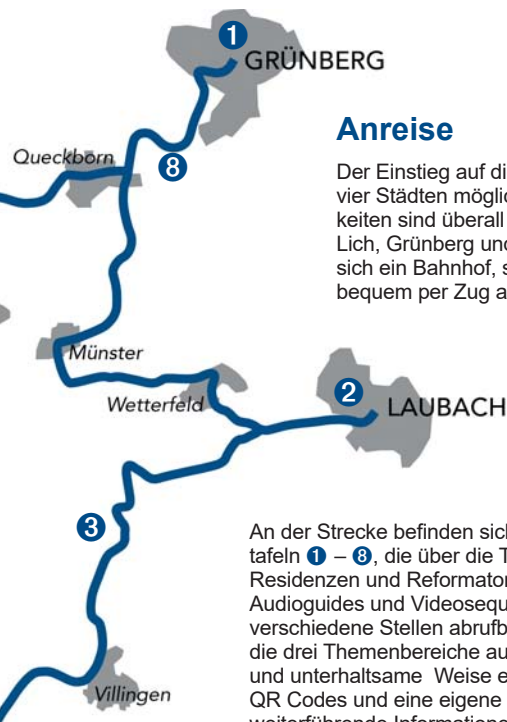 1
GRÜNBERG
Anreise
Queckborn
8
Der Einstieg auf di
vier Städten möglic
keiten sind überall
Lich, Grünberg und
sich ein Bahnhof, s
bequem per Zug a
Münster
Wetterfeld
2
LAUBACH
3
An der Strecke befinden sich
tafeln 1 – 8, die über die T
Residenzen und Reformator
Audioguides und Videosequ
verschiedene Stellen abrufb
die drei Themenbereiche au
und unterhaltsame Weise e
QR Codes und eine eigene
Villingen